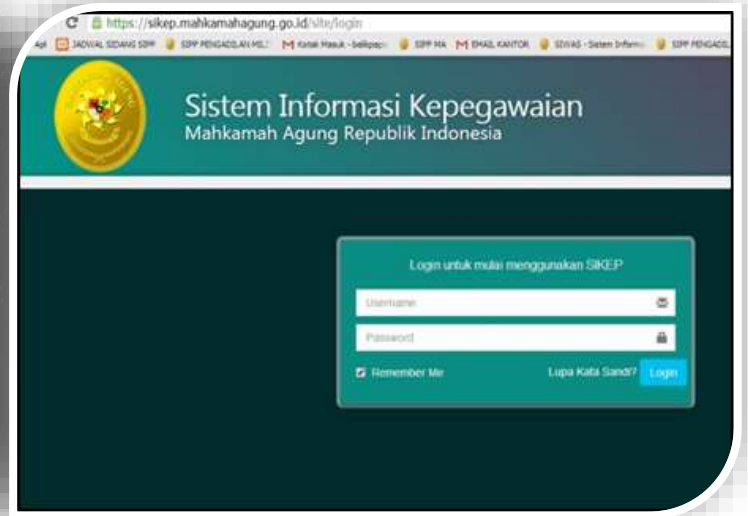 https://sikep.mahkamahagung.go.id/site/login
JADWAL SIDANG SIPP SIPP PENGADILAN MIL Kotak Masuk - SIPP MA EMAIL KANTOR SIWAS - Sistem Inform SIPP PENGADIL
Sistem Informasi Kepegawaian
Mahkamah Agung Republik Indonesia
Login untuk mulai menggunakan SIKEP
Username
Password
Remember Me Lupa Kata Sandi? Login